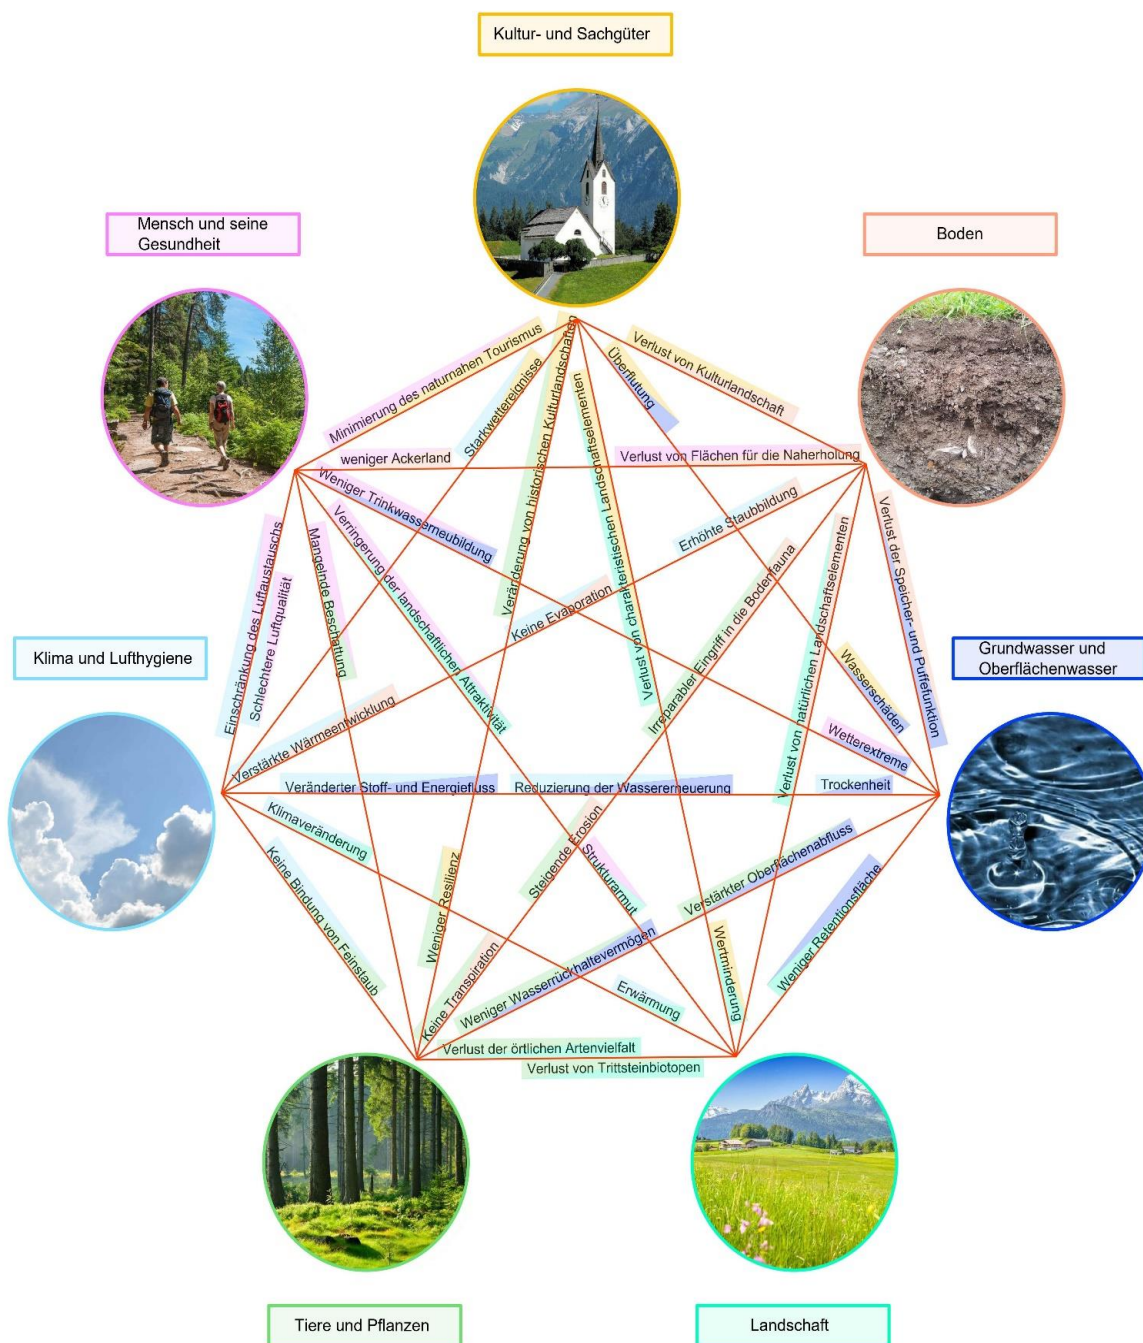 Kultur- und Sachgüter
Mensch und seine
Gesundheit
Boden
Minimierung des naturnahen Tourismus
Starkwettereignisse
Veränderung von historischen Kulturlandschaften
Verlust von charakteristischen Landschaftselementen
Überflutung
Verlust von Kulturlandschaft
weniger Ackerland
Verlust von Flächen für die Naherholung
Weniger Trinkwasserneubildung
Verringerung der landschaftlichen Attraktivität
Mangelnde Beschattung
Einschränkung des Luftaustauschs
Schlechtere Luftqualität
Erhöhte Staubbildung
Keine Evaporation
Verstärkte Wärmeentwicklung
Irreparabler Eingriff in die Bodenfauna
Verlust von natürlichen Landschaftselementen
Verlust der Speicher- und Pufferfunktion
Klima und Lufthygiene
Grundwasser und
Oberflächenwasser
Wasserschäden
Wetterextreme
Trockenheit
Veränderter Stoff- und Energiefluss
Reduzierung der Wassererneuerung
Klimaveränderung
Keine Bindung von Feinstaub
Weniger Resilienz
Steigende Erosion
Strukturarmut
Verstärkter Oberflächenabfluss
Weniger Retentionsfläche
Keine Transpiration
Weniger Wasserrückhaltevermögen
Erwärmung
Wertminderung
Verlust der örtlichen Artenvielfalt
Verlust von Trittsteinbiotopen
Tiere und Pflanzen
Landschaft